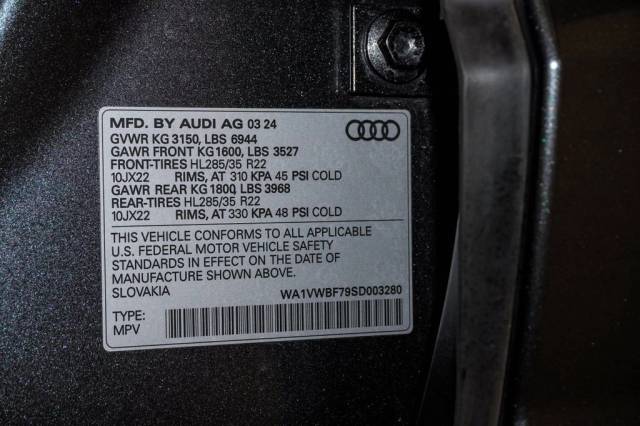 MFD. BY AUDI AG 03 24
GVWR KG 3150, LBS 6944
GAWR FRONT KG 1600, LBS 3527
FRONT-TIRES HL285/35 R22
10JX22 RIMS, AT 310 KPA 45 PSI COLD
GAWR REAR KG 1800, LBS 3968
REAR-TIRES HL285/35 R22
10JX22 RIMS, AT 330 KPA 48 PSI COLD
THIS VEHICLE CONFORMS TO ALL APPLICABLE
U.S. FEDERAL MOTOR VEHICLE SAFETY
STANDARDS IN EFFECT ON THE DATE OF
MANUFACTURE SHOWN ABOVE.
SLOVAKIA WA1VWBF79SD003280
TYPE:
MPV